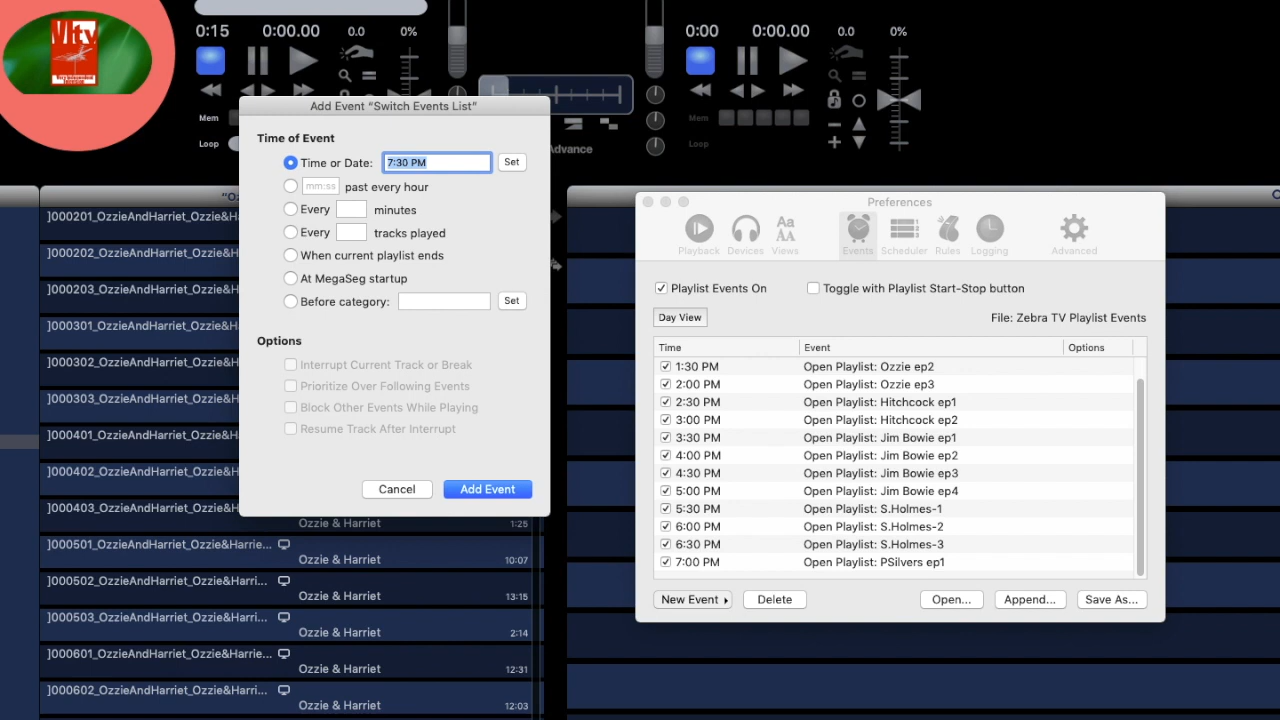 VItv
0:15 0:00.00 0.0 0%
Mem
Loop
0:00 0:00.00 0.0 0%
Mem
Loop
Advance
Add Event “Switch Events List”
Time of Event
Time or Date: 7:30 PM Set
mm:ss past every hour
Every minutes
Every tracks played
When current playlist ends
At MegaSeg startup
Before category: Set
Options
Interrupt Current Track or Break
Prioritize Over Following Events
Block Other Events While Playing
Resume Track After Interrupt
Cancel Add Event
]000201_OzzieAndHarriet_Ozzie&Ha
]000202_OzzieAndHarriet_Ozzie&Ha
]000203_OzzieAndHarriet_Ozzie&Ha
]000301_OzzieAndHarriet_Ozzie&Ha
]000302_OzzieAndHarriet_Ozzie&Ha
]000303_OzzieAndHarriet_Ozzie&Ha
]000401_OzzieAndHarriet_Ozzie&Ha
]000402_OzzieAndHarriet_Ozzie&Ha
]000403_OzzieAndHarriet_Ozzie&Ha
Ozzie & Harriet 1:25
]000501_OzzieAndHarriet_Ozzie&Harrie...
Ozzie & Harriet 10:07
]000502_OzzieAndHarriet_Ozzie&Harri...
Ozzie & Harriet 13:15
]000503_OzzieAndHarriet_Ozzie&Harri...
Ozzie & Harriet 2:14
]000601_OzzieAndHarriet_Ozzie&Harrie...
Ozzie & Harriet 12:31
]000602_OzzieAndHarriet_Ozzie&Harri...
Ozzie & Harriet 12:03
Preferences
Playback Devices Views Events Scheduler Rules Logging Advanced
Playlist Events On Toggle with Playlist Start-Stop button
Day View File: Zebra TV Playlist Events
Time Event Options
1:30 PM Open Playlist: Ozzie ep2
2:00 PM Open Playlist: Ozzie ep3
2:30 PM Open Playlist: Hitchcock ep1
3:00 PM Open Playlist: Hitchcock ep2
3:30 PM Open Playlist: Jim Bowie ep1
4:00 PM Open Playlist: Jim Bowie ep2
4:30 PM Open Playlist: Jim Bowie ep3
5:00 PM Open Playlist: Jim Bowie ep4
5:30 PM Open Playlist: S.Holmes-1
6:00 PM Open Playlist: S.Holmes-2
6:30 PM Open Playlist: S.Holmes-3
7:00 PM Open Playlist: PSilvers ep1
New Event Delete Open... Append... Save As...